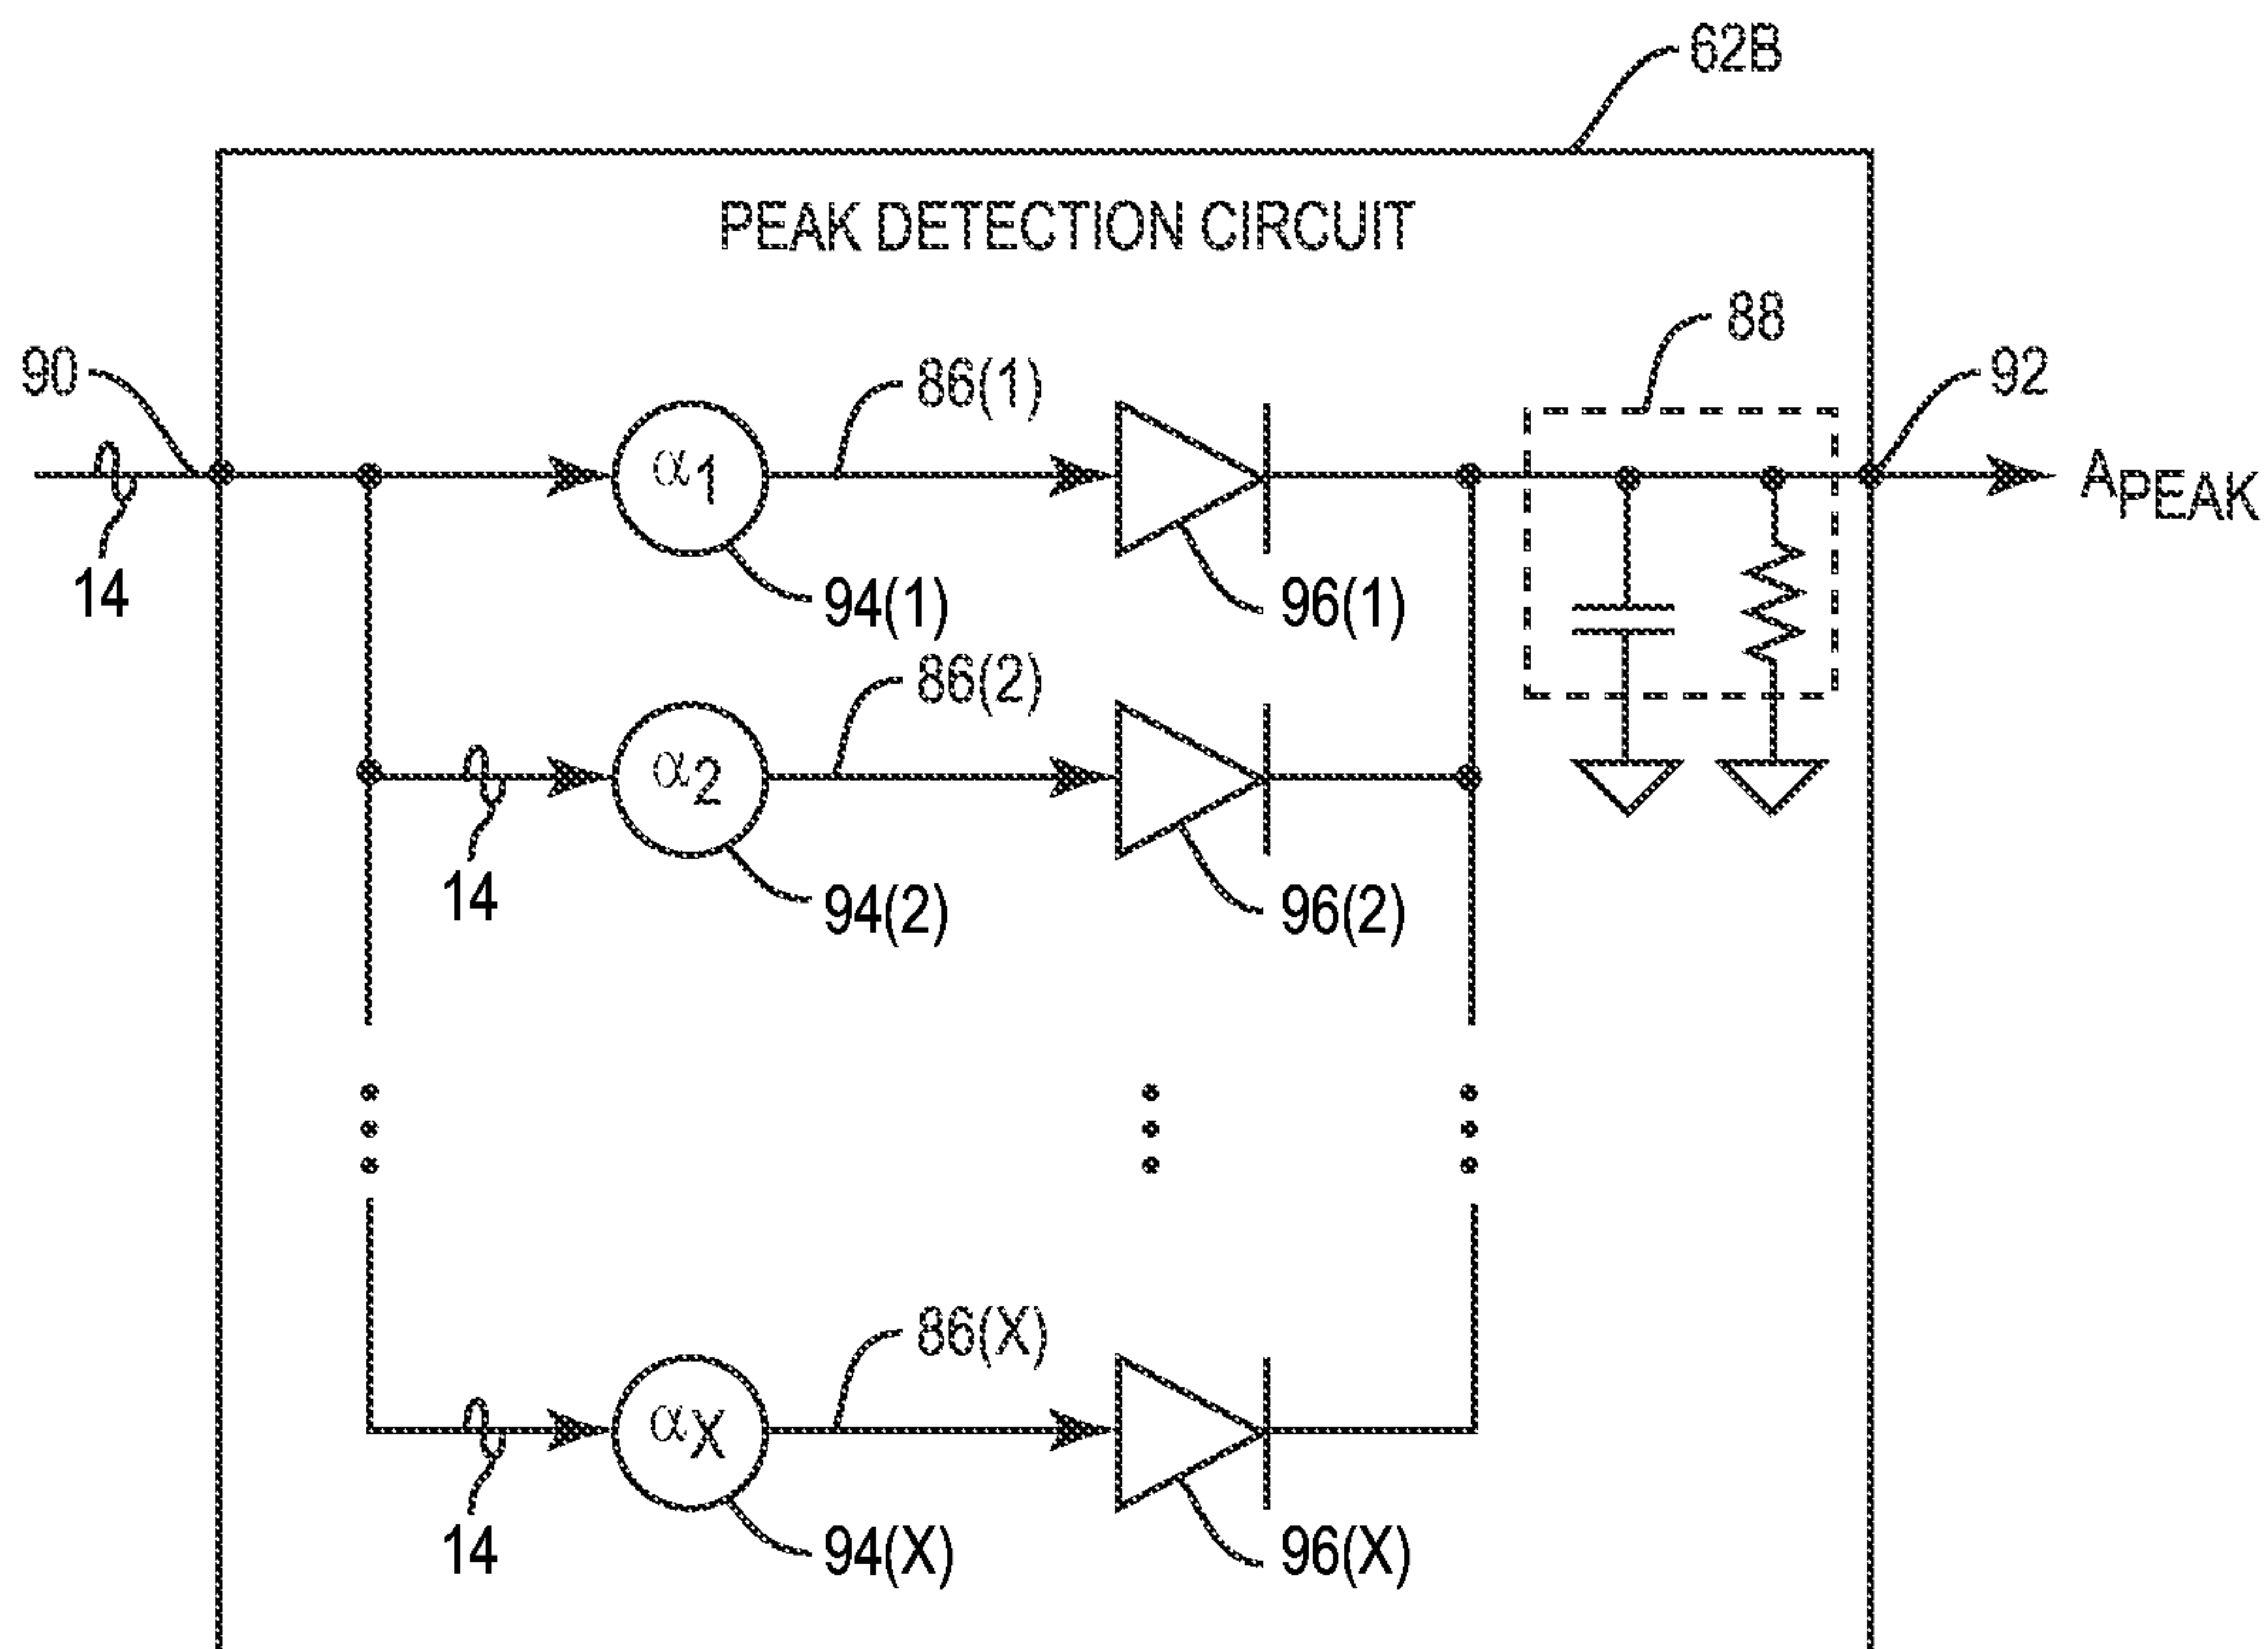 62B
PEAK DETECTION CIRCUIT
88
90
86(1)
92
α1
APEAK
14
94(1)
96(1)
86(2)
α2
14
94(2)
96(2)
86(X)
αX
14
94(X)
96(X)